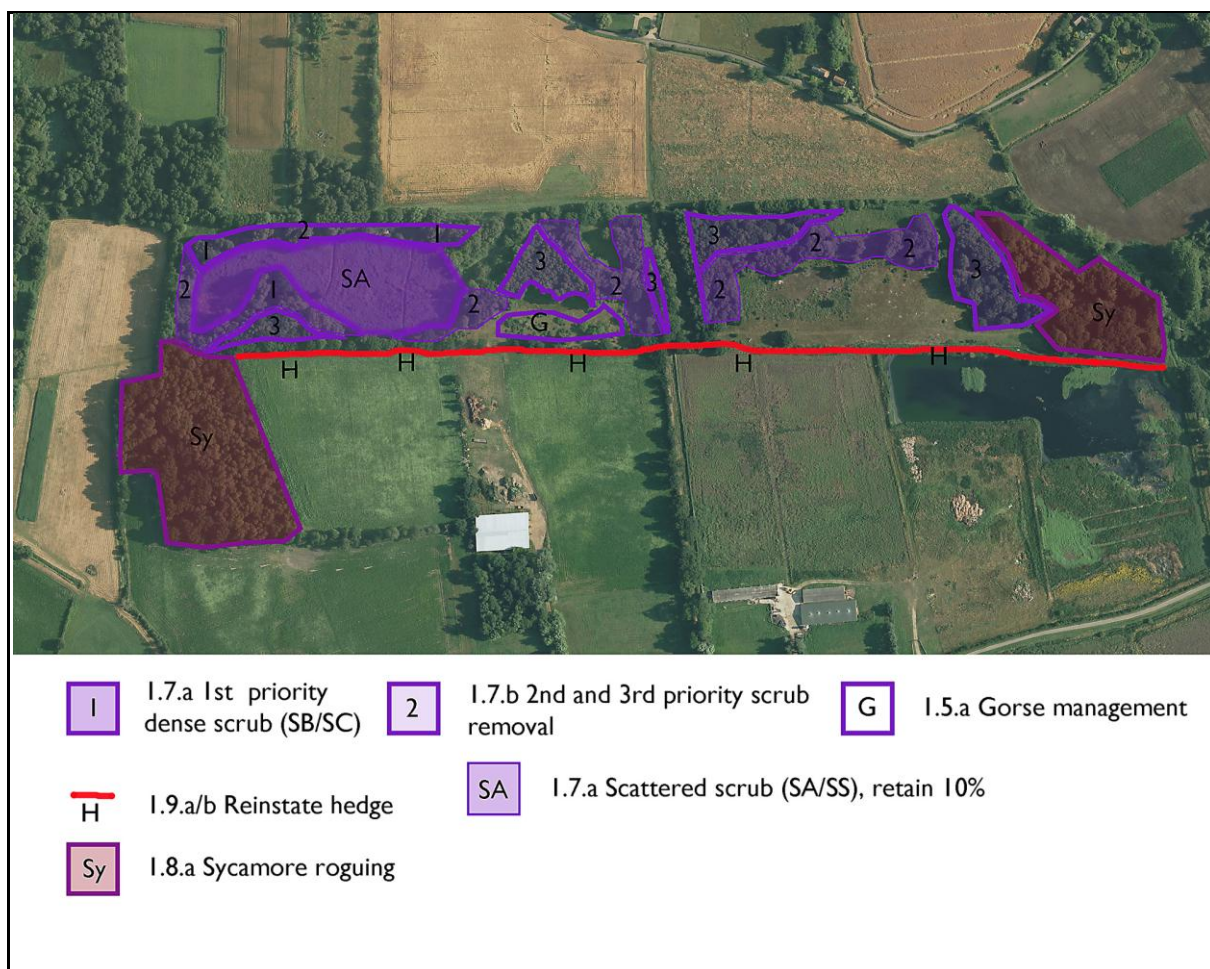 2
1
1
2
SA
1
3
2
3
2
3
G
3
2
2
2
3
Sy
Sy
H
H
H
H
H
1
1.7.a 1st priority
dense scrub (SB/SC)
2
1.7.b 2nd and 3rd priority scrub
removal
G
1.5.a Gorse management
H
1.9.a/b Reinstate hedge
SA
1.7.a Scattered scrub (SA/SS), retain 10%
Sy
1.8.a Sycamore roguing